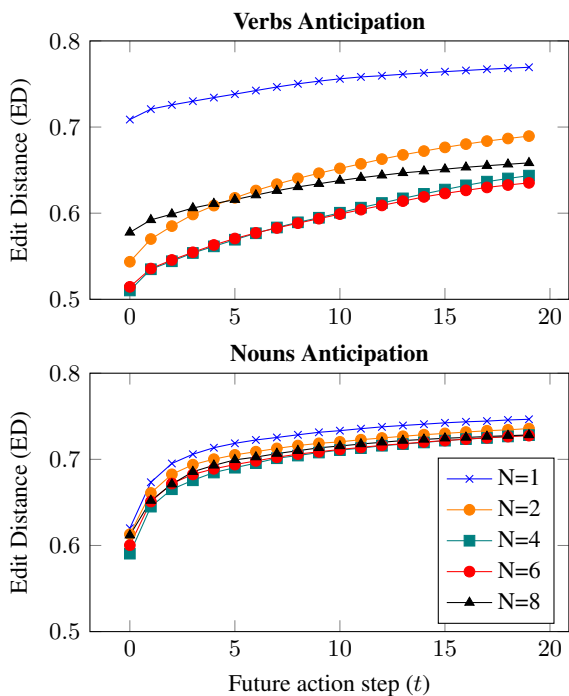 Verbs Anticipation
0.8
0.7
0.6
0.5
Edit Distance (ED)
0 5 10 15 20
Nouns Anticipation
0.8
0.7
0.6
0.5
Edit Distance (ED)
N=1
N=2
N=4
N=6
N=8
0 5 10 15 20
Future action step (t)